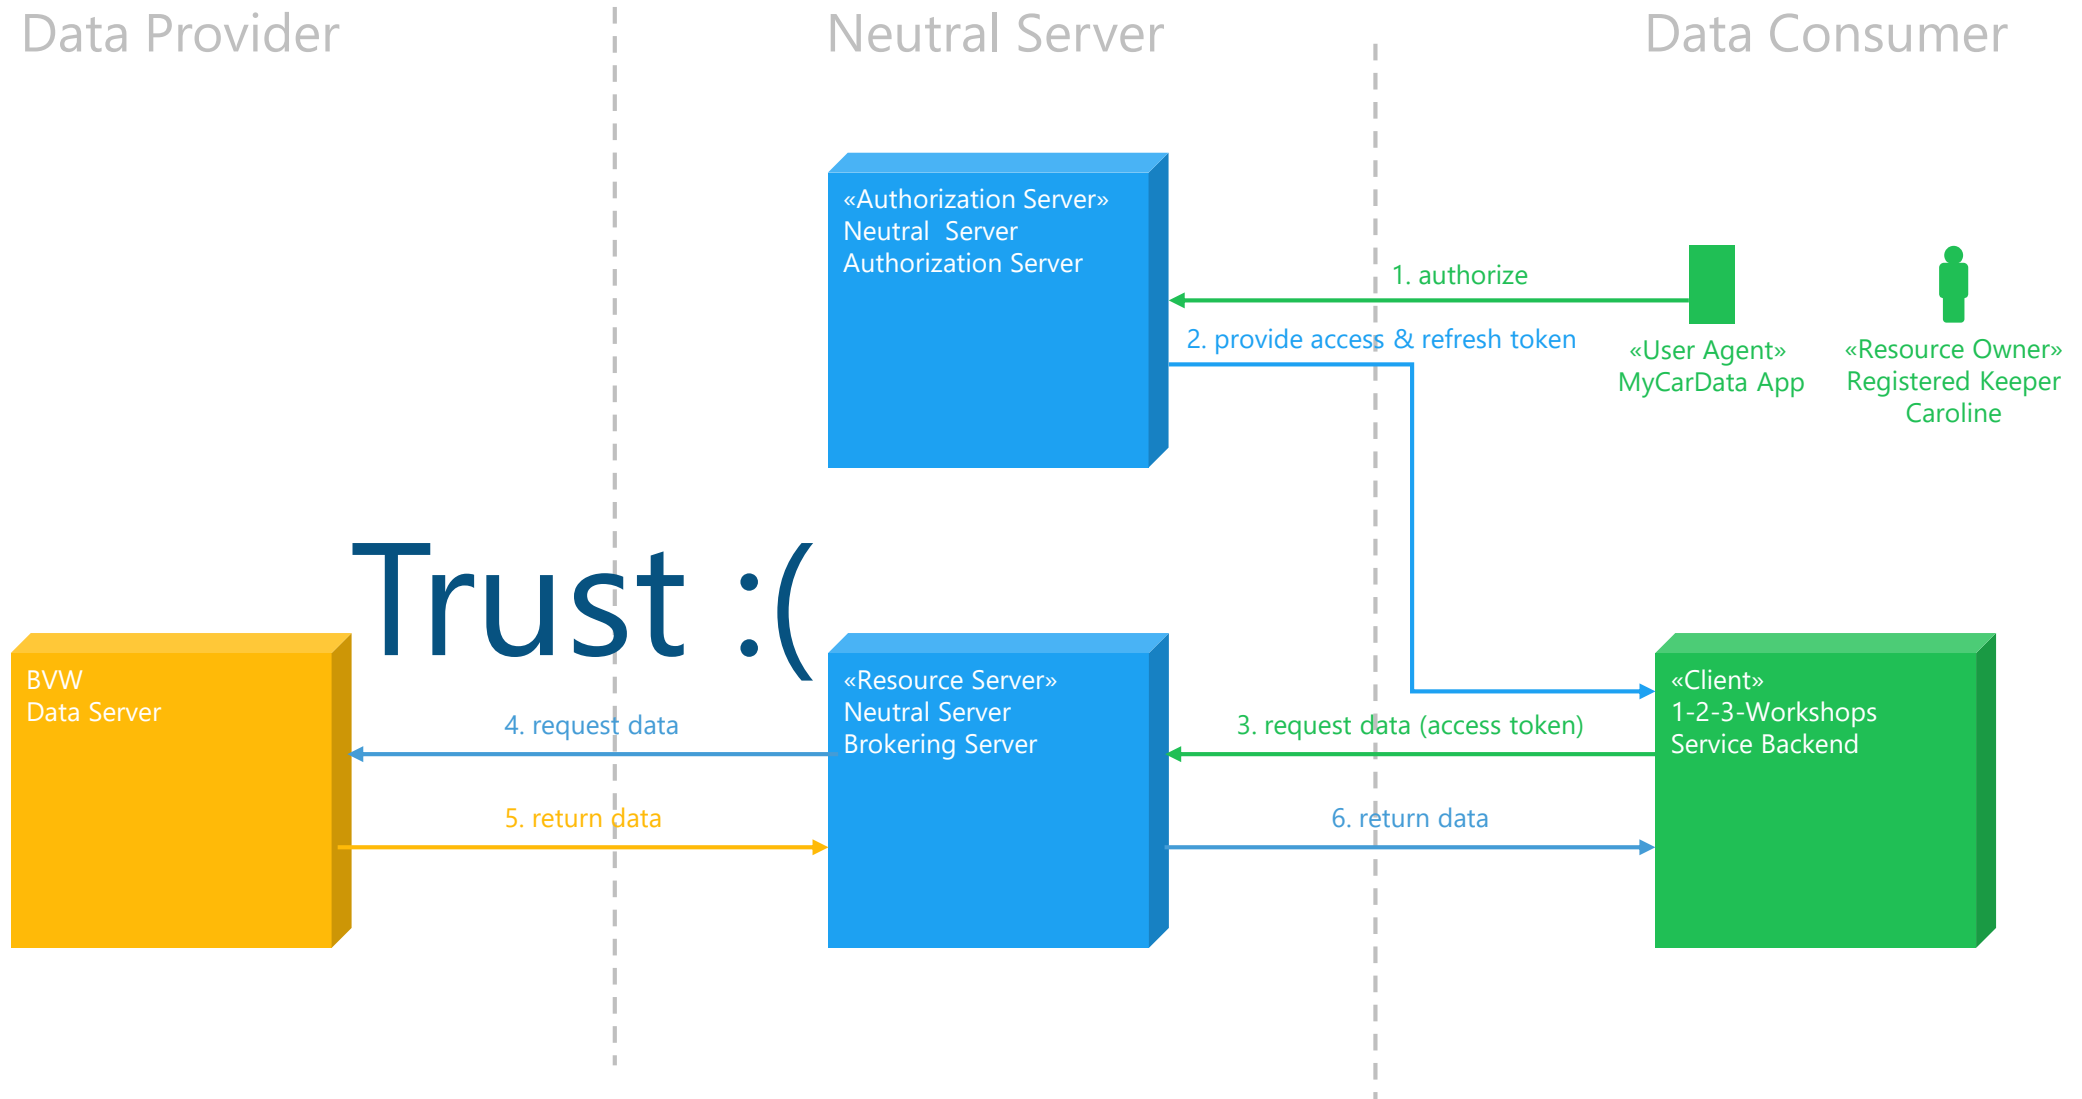 Data Provider
Neutral Server
Data Consumer
«Authorization Server»
Neutral  Server
Authorization Server
1. authorize
2. provide access & refresh token
«User Agent»
MyCarData App
«Resource Owner»
Registered Keeper
Caroline
Trust :(
BVW
Data Server
4. request data
5. return data
«Resource Server»
Neutral Server
Brokering Server
3. request data (access token)
6. return data
«Client»
1-2-3-Workshops
Service Backend